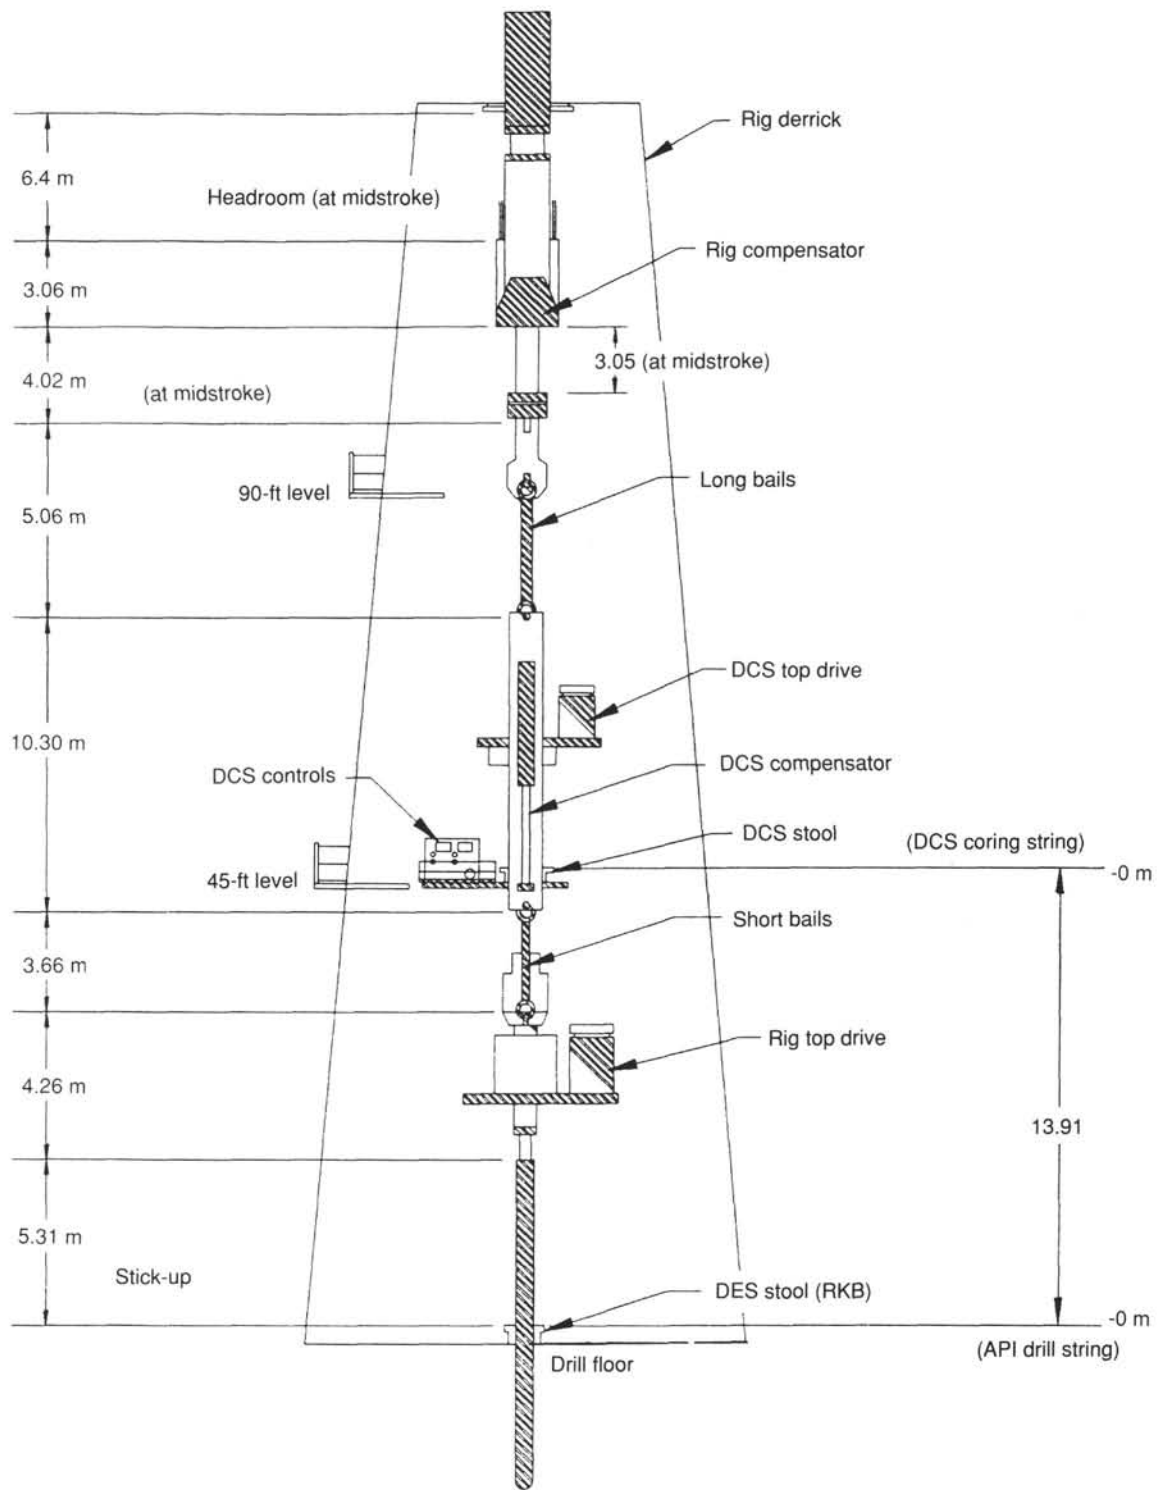 Rig derrick
6.4 m
Headroom (at midstroke)
Rig compensator
3.06 m
3.05 (at midstroke)
4.02 m
(at midstroke)
Long bails
90-ft level
5.06 m
DCS top drive
10.30 m
DCS compensator
DCS controls
DCS stool
(DCS coring string)
-0 m
45-ft level
Short bails
3.66 m
Rig top drive
4.26 m
13.91
5.31 m
Stick-up
DES stool (RKB)
-0 m
(API drill string)
Drill floor